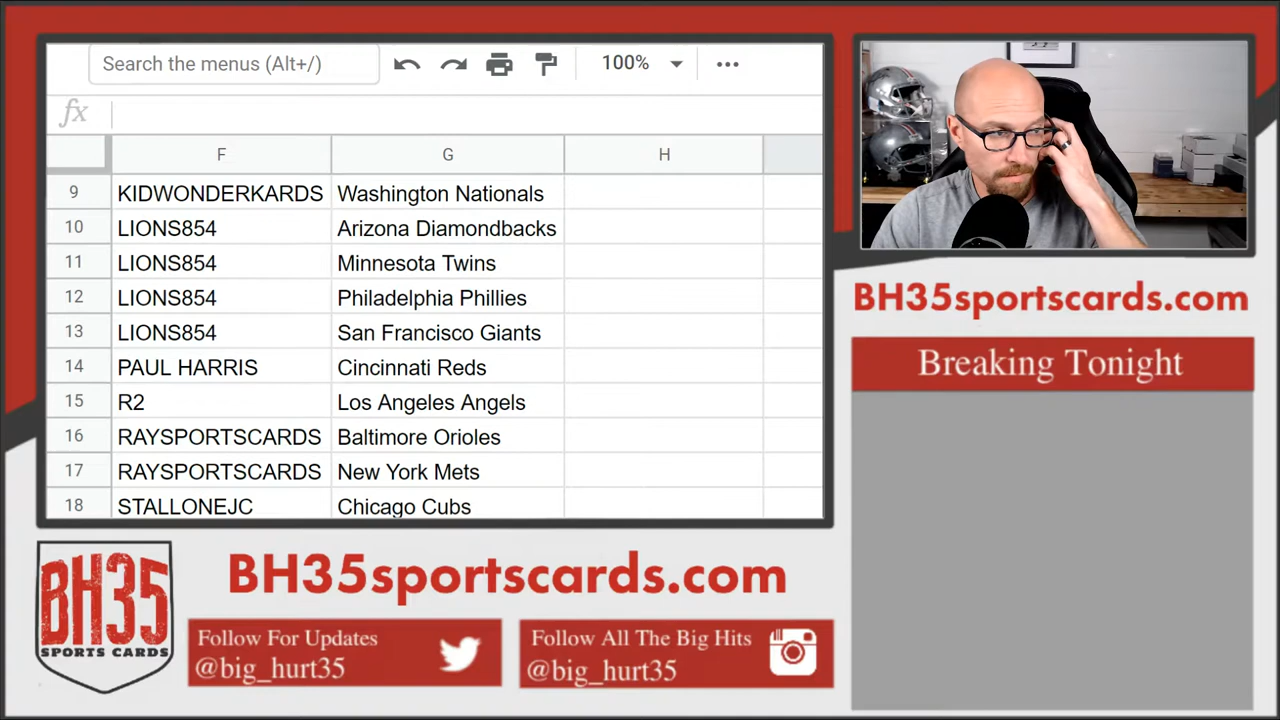 Search the menus (Alt+/)
100%
fx
F G H
9 KIDWONDERKARDS Washington Nationals
10 LIONS854 Arizona Diamondbacks
11 LIONS854 Minnesota Twins
12 LIONS854 Philadelphia Phillies
13 LIONS854 San Francisco Giants
14 PAUL HARRIS Cincinnati Reds
15 R2 Los Angeles Angels
16 RAYSPORTSCARDS Baltimore Orioles
17 RAYSPORTSCARDS New York Mets
18 STALLONEJC Chicago Cubs
BH35sportscards.com
Breaking Tonight
BH35
SPORTS CARDS
BH35sportscards.com
Follow For Updates
@big_hurt35
Follow All The Big Hits
@big_hurt35